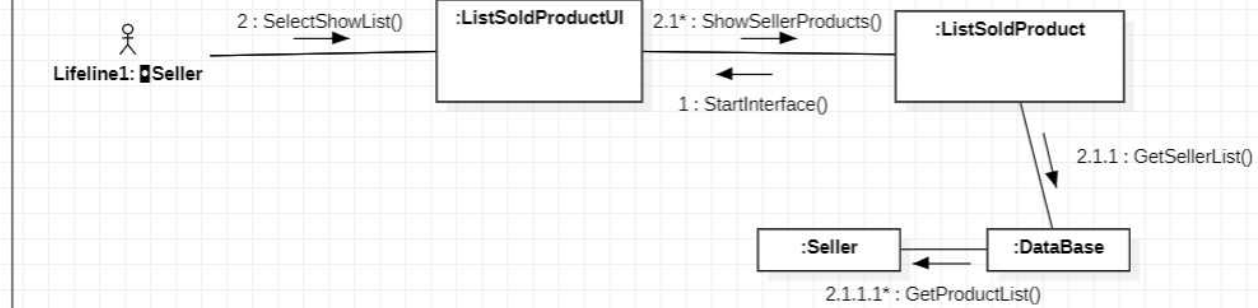 2 : SelectShowList()
:ListSoldProductUI
2.1* : ShowSellerProducts()
:ListSoldProduct
Lifeline1: Seller
1 : StartInterface()
2.1.1 : GetSellerList()
:Seller
:DataBase
2.1.1.1* : GetProductList()